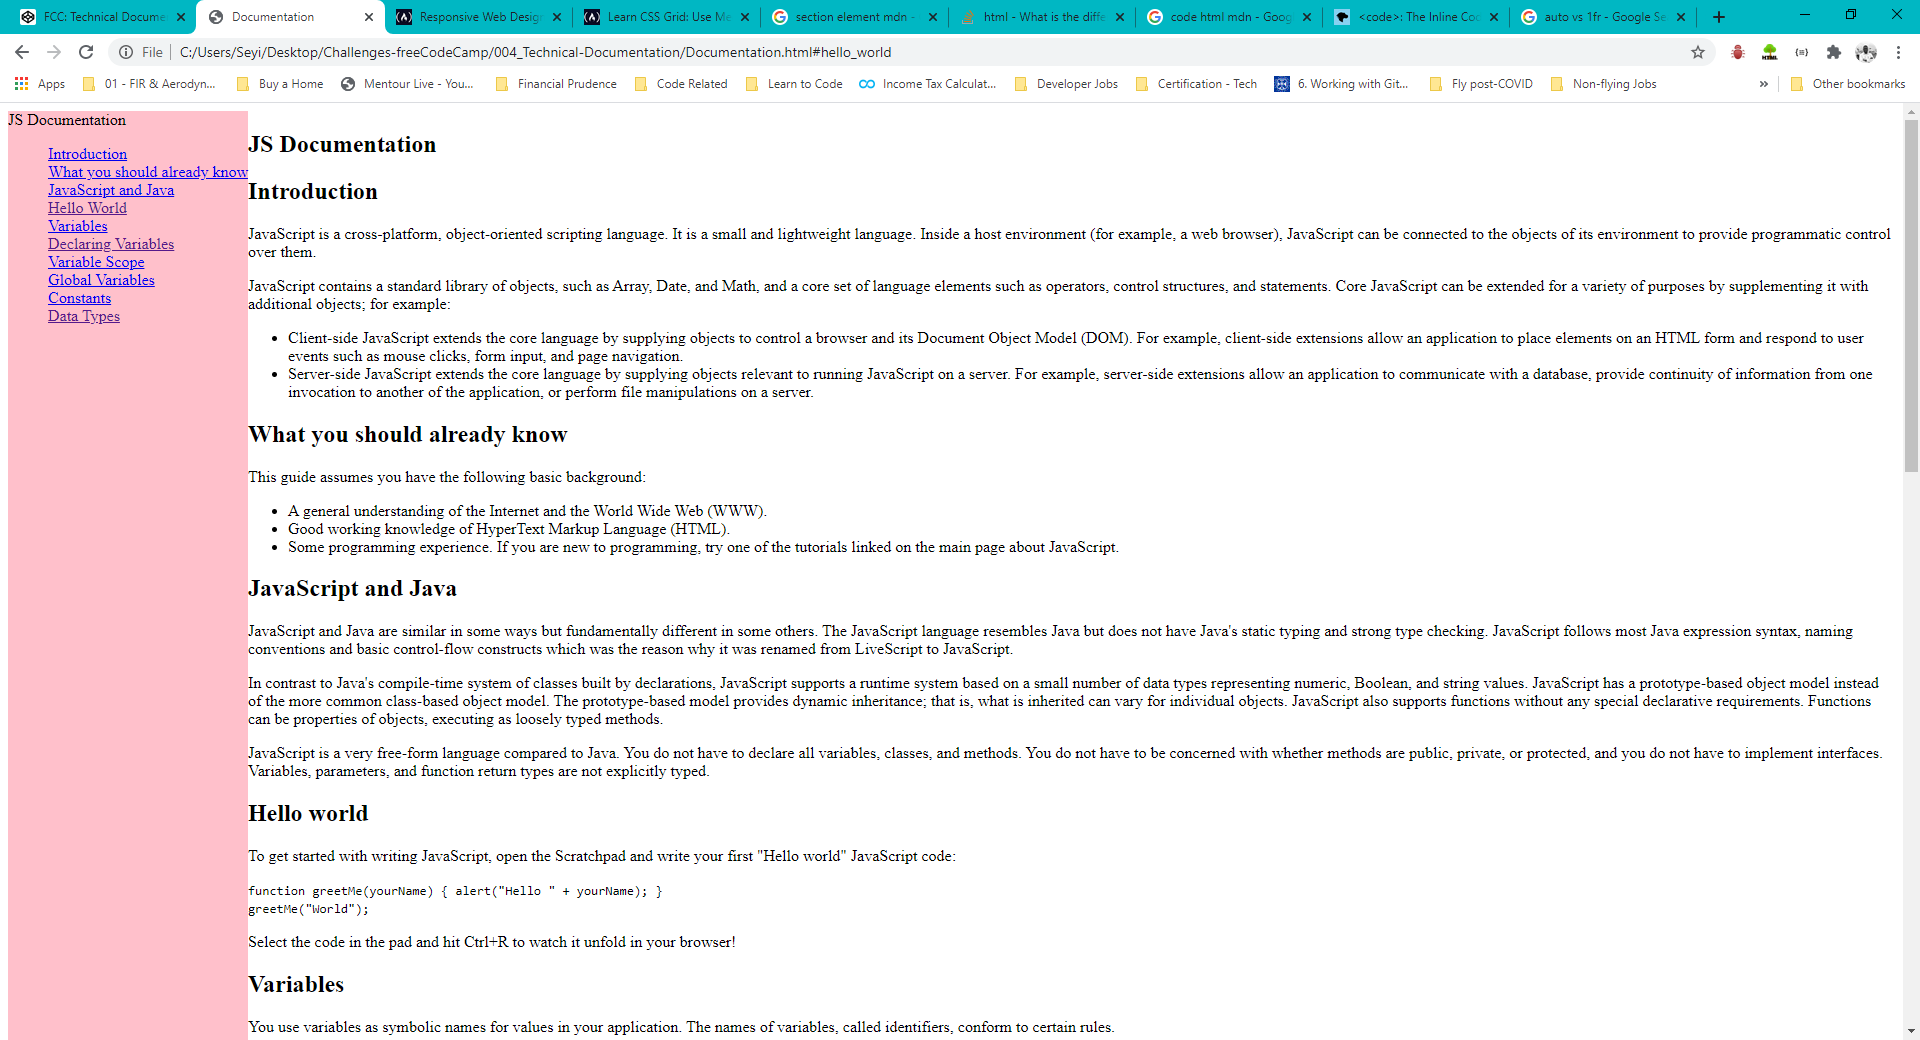 FCC: Technical Docume
Documentation
Responsive Web Desig
Learn CSS Grid: Use Me
section element mdn -
html - What is the diffe
code html mdn - Goog
<code>: The Inline Coc
auto vs 1fr - Google Se
File | C:/Users/Seyi/Desktop/Challenges-freeCodeCamp/004_Technical-Documentation/Documentation.html#hello_world
Apps
01 - FIR & Aerodyn...
Buy a Home
Mentour Live - You...
Financial Prudence
Code Related
Learn to Code
Income Tax Calculat...
Developer Jobs
Certification - Tech
6. Working with Git...
Fly post-COVID
Non-flying Jobs
»
Other bookmarks
JS Documentation
Introduction
What you should already know
JavaScript and Java
Hello World
Variables
Declaring Variables
Variable Scope
Global Variables
Constants
Data Types
JS Documentation
Introduction
JavaScript is a cross-platform, object-oriented scripting language. It is a small and lightweight language. Inside a host environment (for example, a web browser), JavaScript can be connected to the objects of its environment to provide programmatic control
over them.
JavaScript contains a standard library of objects, such as Array, Date, and Math, and a core set of language elements such as operators, control structures, and statements. Core JavaScript can be extended for a variety of purposes by supplementing it with
additional objects; for example:
• Client-side JavaScript extends the core language by supplying objects to control a browser and its Document Object Model (DOM). For example, client-side extensions allow an application to place elements on an HTML form and respond to user
events such as mouse clicks, form input, and page navigation.
• Server-side JavaScript extends the core language by supplying objects relevant to running JavaScript on a server. For example, server-side extensions allow an application to communicate with a database, provide continuity of information from one
invocation to another of the application, or perform file manipulations on a server.
What you should already know
This guide assumes you have the following basic background:
• A general understanding of the Internet and the World Wide Web (WWW).
• Good working knowledge of HyperText Markup Language (HTML).
• Some programming experience. If you are new to programming, try one of the tutorials linked on the main page about JavaScript.
JavaScript and Java
JavaScript and Java are similar in some ways but fundamentally different in some others. The JavaScript language resembles Java but does not have Java's static typing and strong type checking. JavaScript follows most Java expression syntax, naming
conventions and basic control-flow constructs which was the reason why it was renamed from LiveScript to JavaScript.
In contrast to Java's compile-time system of classes built by declarations, JavaScript supports a runtime system based on a small number of data types representing numeric, Boolean, and string values. JavaScript has a prototype-based object model instead
of the more common class-based object model. The prototype-based model provides dynamic inheritance; that is, what is inherited can vary for individual objects. JavaScript also supports functions without any special declarative requirements. Functions
can be properties of objects, executing as loosely typed methods.
JavaScript is a very free-form language compared to Java. You do not have to declare all variables, classes, and methods. You do not have to be concerned with whether methods are public, private, or protected, and you do not have to implement interfaces.
Variables, parameters, and function return types are not explicitly typed.
Hello world
To get started with writing JavaScript, open the Scratchpad and write your first "Hello world" JavaScript code:
function greetMe(yourName) { alert("Hello " + yourName); }
greetMe("World");
Select the code in the pad and hit Ctrl+R to watch it unfold in your browser!
Variables
You use variables as symbolic names for values in your application. The names of variables, called identifiers, conform to certain rules.